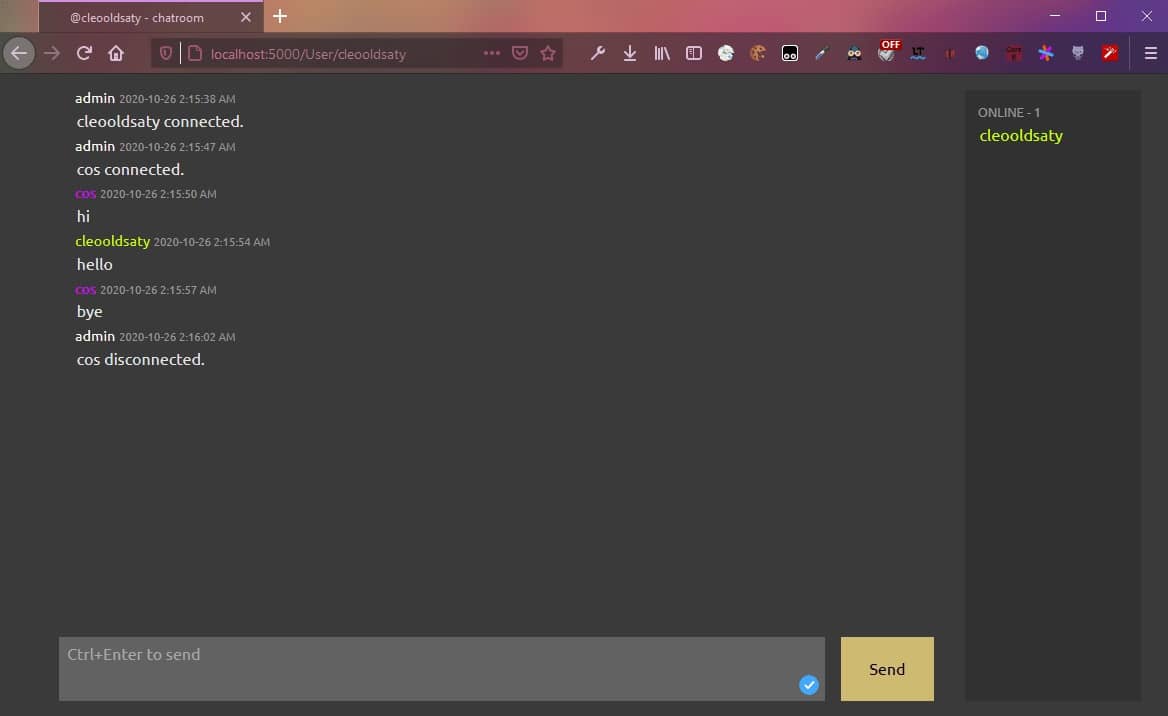 @cleooldsaty - chatroom
localhost:5000/User/cleooldsaty
OFF
admin 2020-10-26 2:15:38 AM
cleooldsaty connected.
admin 2020-10-26 2:15:47 AM
cos connected.
cos 2020-10-26 2:15:50 AM
hi
cleooldsaty 2020-10-26 2:15:54 AM
hello
cos 2020-10-26 2:15:57 AM
bye
admin 2020-10-26 2:16:02 AM
cos disconnected.
Ctrl+Enter to send
Send
ONLINE - 1
cleooldsaty